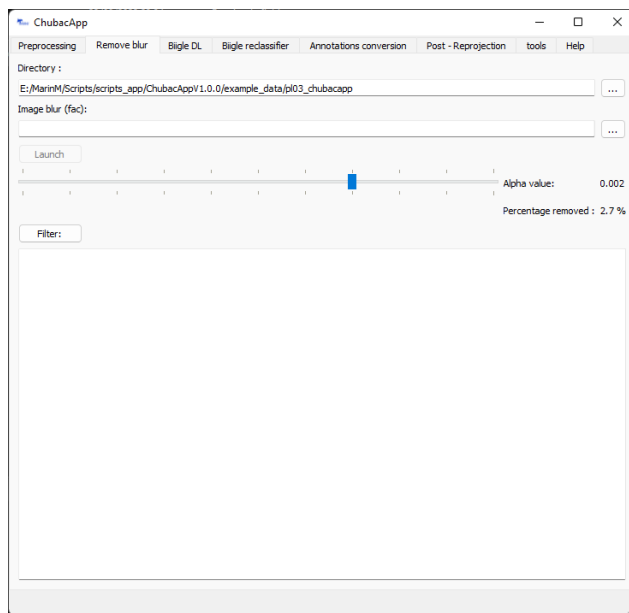 ChubacApp
Preprocessing Remove blur Biigle DL Biigle reclassifier Annotations conversion Post - Reprojection tools Help
Directory :
E:/MarinM/Scripts/scripts_app/ChubacAppV1.0.0/example_data/pl03_chubacapp ...
Image blur (fac):
...
Launch
Alpha value: 0.002
Percentage removed : 2.7 %
Filter: